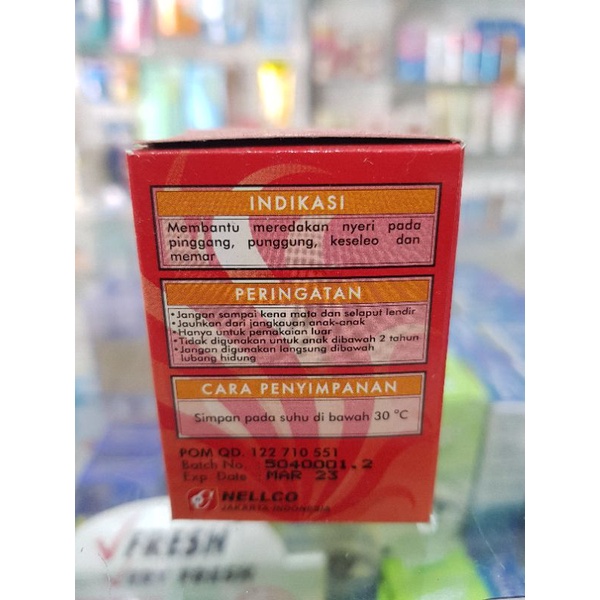 INDIKASI
Membantu meredakan nyeri pada
pinggang, punggung, keseleo dan
memar
PERINGATAN
• Jangan sampai kena mata dan selaput lendir
• Jauhkan dari jangkauan anak-anak
• Hanya untuk pemakaian luar
• Tidak digunakan untuk anak dibawah 2 tahun
• Jangan digunakan langsung dibawah
lubang hidung
CARA PENYIMPANAN
Simpan pada suhu di bawah 30 °C
POM QD. 122 710 551
Batch No. 5040001.2
Exp. Date MAR 23
NELLCO
JAKARTA INDONESIA
FRESH
FRESH